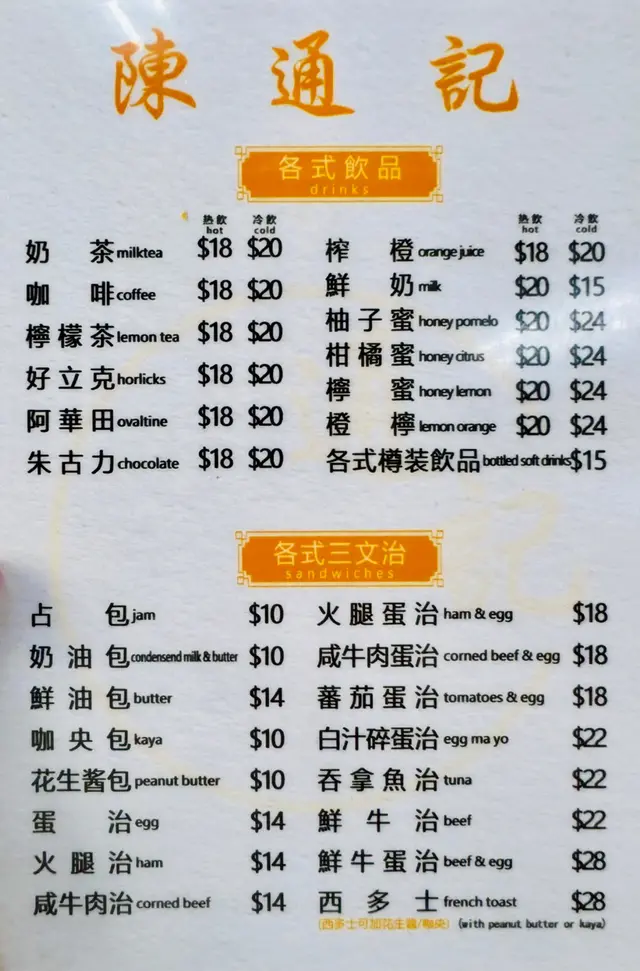 陳通記
各式飲品
drinks
热飲 冷飲
hot cold
奶茶 milktea $18 $20
咖啡 coffee $18 $20
檸檬茶 lemon tea $18 $20
好立克 horlicks $18 $20
阿華田 ovaltine $18 $20
朱古力 chocolate $18 $20
热飲 冷飲
hot cold
榨橙 orange juice $18 $20
鮮奶 milk $20 $15
柚子蜜 honey pomelo $20 $24
柑橘蜜 honey citrus $20 $24
檸蜜 honey lemon $20 $24
橙檸 lemon orange $20 $24
各式樽装飲品 bottled soft drinks $15
各式三文治
sandwiches
占包 jam $10
奶油包 condensend milk & butter $10
鮮油包 butter $14
咖央包 kaya $10
花生酱包 peanut butter $10
蛋治 egg $14
火腿治 ham $14
咸牛肉治 corned beef $14
火腿蛋治 ham & egg $18
咸牛肉蛋治 corned beef & egg $18
蕃茄蛋治 tomatoes & egg $18
白汁碎蛋治 egg ma yo $22
吞拿魚治 tuna $22
鮮牛治 beef $22
鮮牛蛋治 beef & egg $28
西多士 french toast $28
(西多士可加花生醬/咖央) (with peanut butter or kaya)